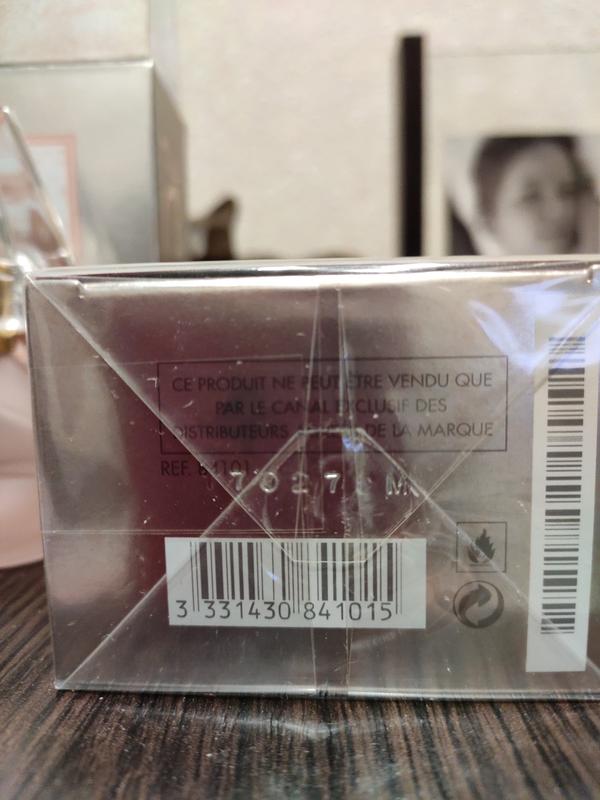 CE PRODUIT NE PEUT ÊTRE VENDU QUE
PAR LE CANAL EXCLUSIF DES
DISTRIBUTEURS DE LA MARQUE
REF. 84101
3 331430 841015